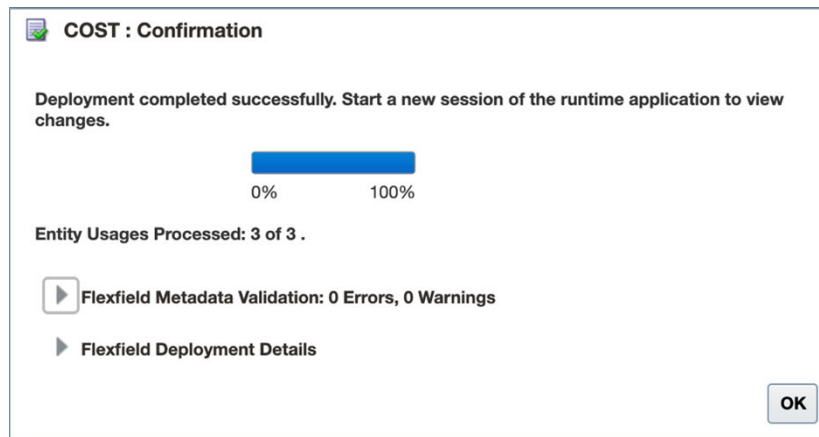 COST : Confirmation
Deployment completed successfully. Start a new session of the runtime application to view
changes.
0% 100%
Entity Usages Processed: 3 of 3 .
Flexfield Metadata Validation: 0 Errors, 0 Warnings
Flexfield Deployment Details
OK